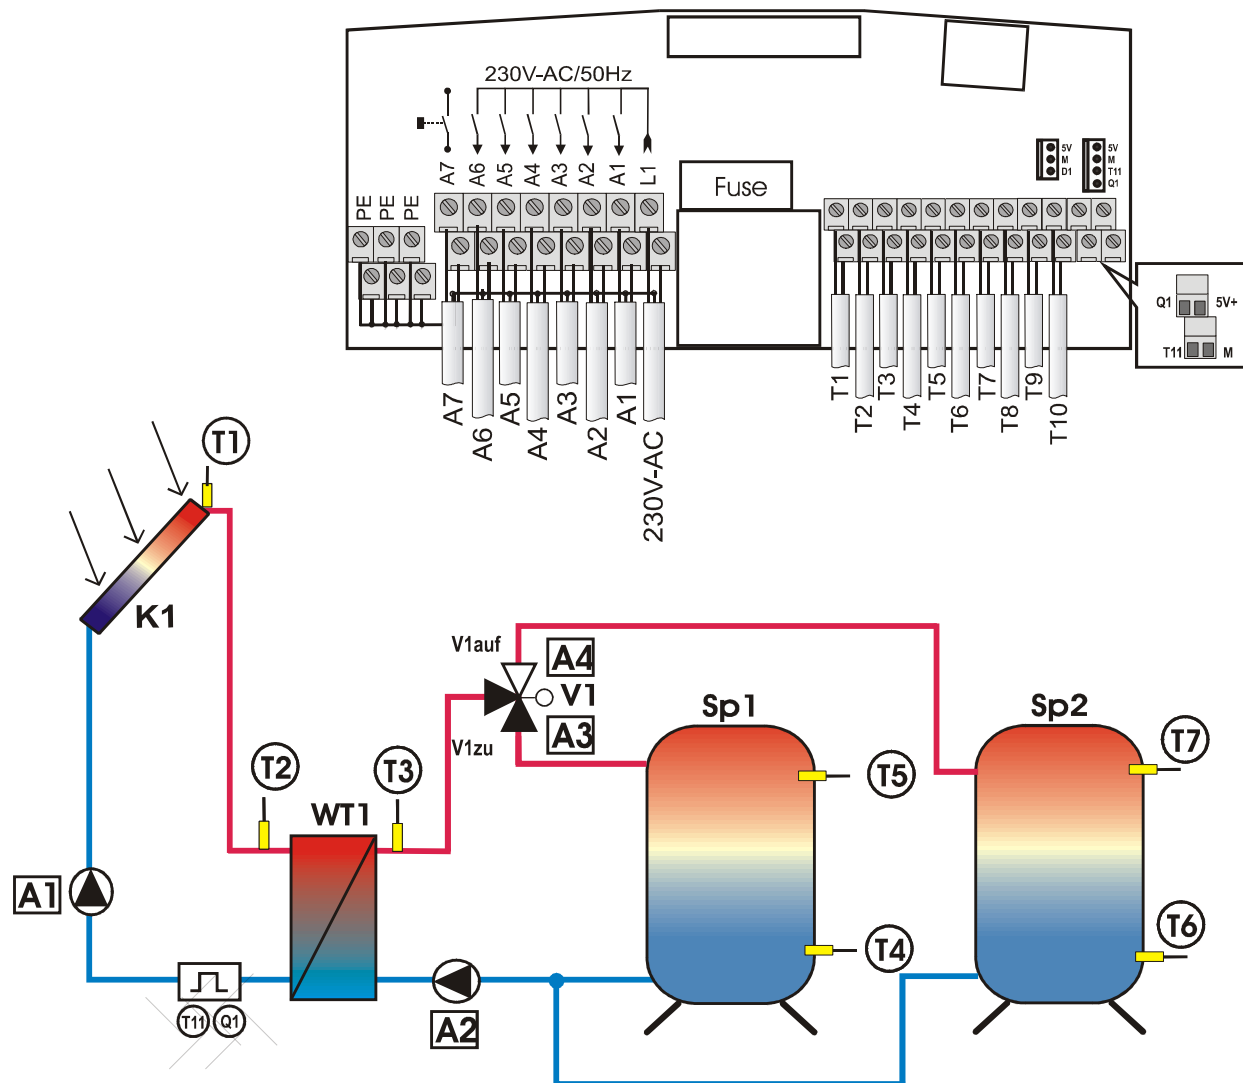 230V-AC/50Hz
A7 A6 A5 A4 A3 A2 A1 L1
PE PE PE
Fuse
5V
M
D1
5V
M
T11
Q1
Q1 5V+
T11 M
A7 A6 A5 A4 A3 A2 A1 230V-AC
T1 T2 T3 T4 T5 T6 T7 T8 T9 T10
T1
K1
V1auf A4
V1
V1zu A3
Sp1
Sp2
T2
T3
T5
T7
WT1
A1
T4
T6
T11 Q1
A2